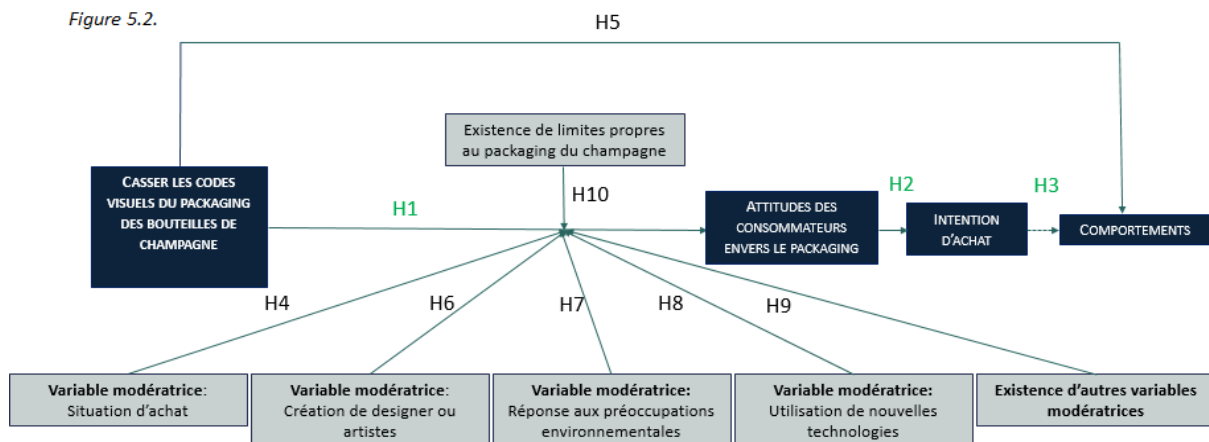 Figure 5.2.
H5
Existence de limites propres
au packaging du champagne
CASSER LES CODES
VISUELS DU PACKAGING
DES BOUTEILLES DE
CHAMPAGNE
H1
H10
ATTITUDES DES
CONSOMMATEURS
ENVERS LE PACKAGING
H2
INTENTION
D'ACHAT
H3
COMPORTEMENTS
H4
H6
H7
H8
H9
Variable modératrice:
Situation d'achat
Variable modératrice:
Création de designer ou
artistes
Variable modératrice:
Réponse aux préoccupations
environnementales
Variable modératrice:
Utilisation de nouvelles
technologies
Existence d'autres variables
modératrices